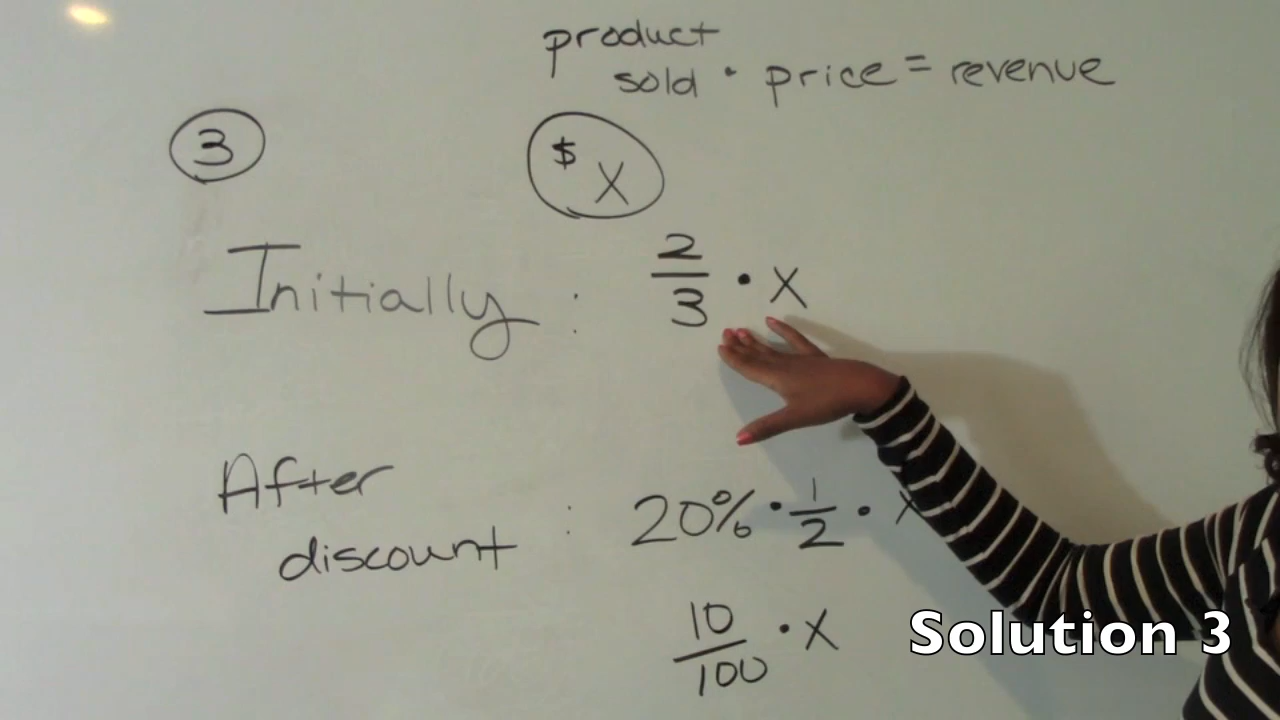 product
sold · price = revenue
3
$ X
Initially : 2/3 · X
After
discount : 20% · 1/2 · X
10/100 · X
Solution 3